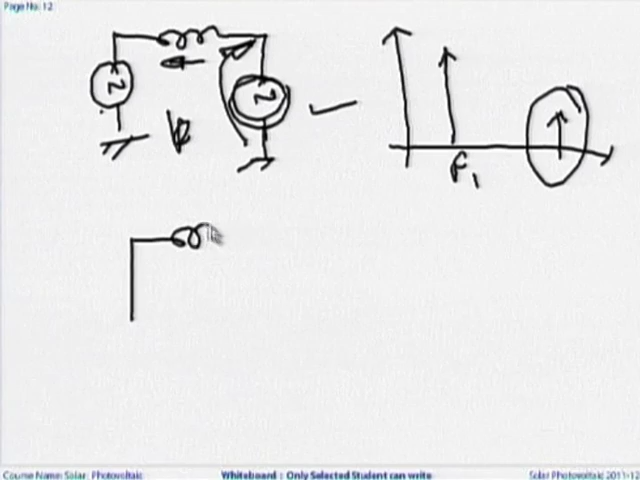 Page No: 12
F1
Course Name: Solar: Photovoltaic
Whiteboard : Only Selected Student can write
Solar Photovoltaic 2011-12